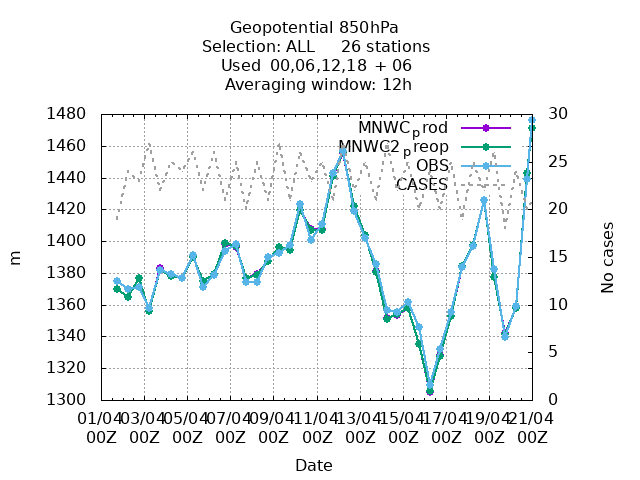 Geopotential 850hPa
Selection: ALL     26 stations
Used  00,06,12,18  + 06
Averaging window: 12h
1480
1460
1440
1420
1400
1380
1360
1340
1320
1300
m
30
25
20
15
10
5
0
No cases
MNWC_prod
MNWC2_preop
OBS
CASES
01/04 03/04 05/04 07/04 09/04 11/04 13/04 15/04 17/04 19/04 21/04
00Z 00Z 00Z 00Z 00Z 00Z 00Z 00Z 00Z 00Z 00Z
Date